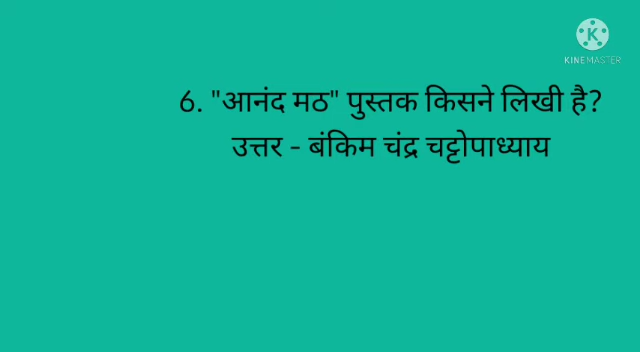 K
KINEMASTER
6. "आनंद मठ" पुस्तक किसने लिखी है?
उत्तर - बंकिम चंद्र चट्टोपाध्याय